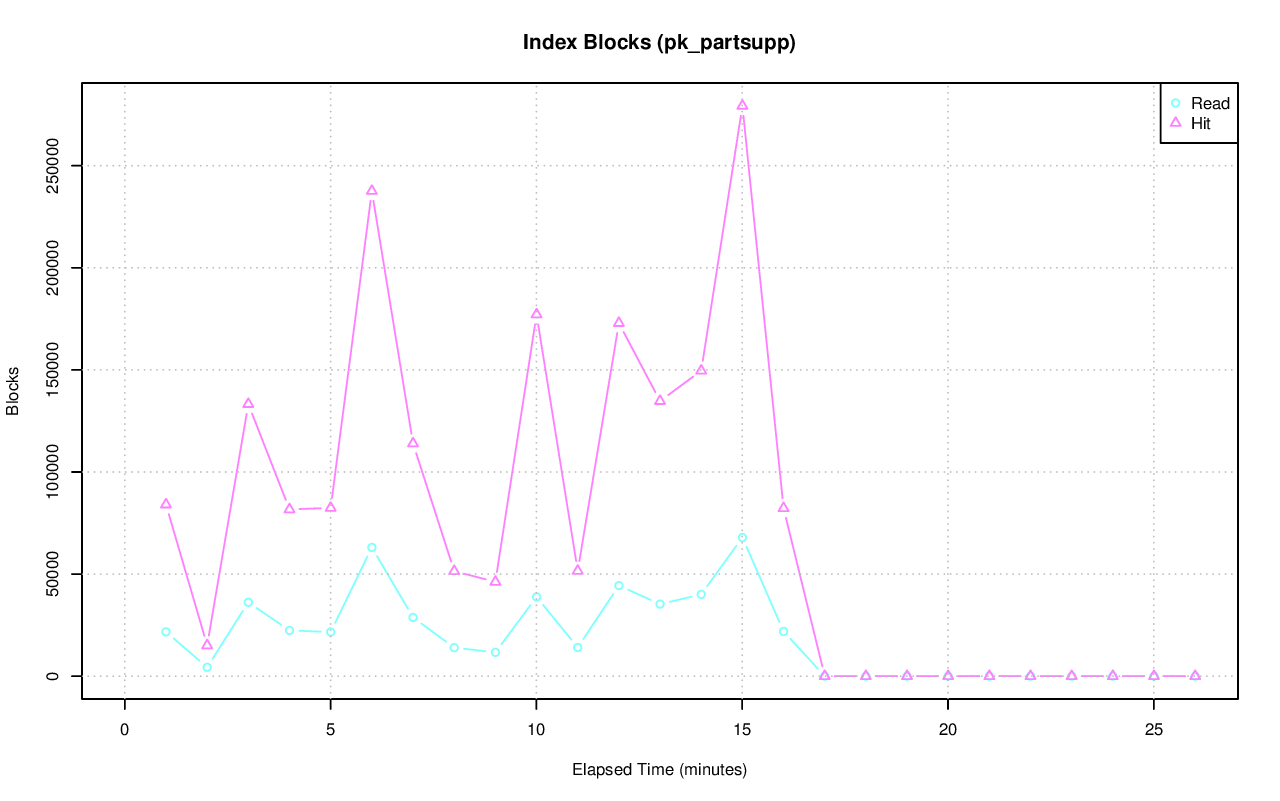 Index Blocks (pk_partsupp)
Read
Hit
Blocks
250000
200000
150000
100000
50000
0
0 5 10 15 20 25
Elapsed Time (minutes)